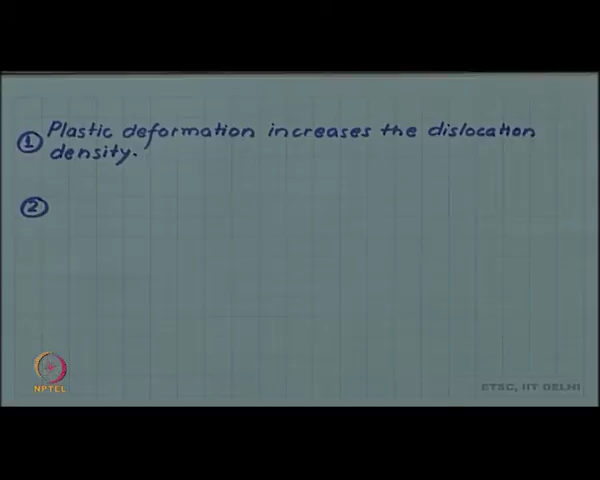 ① Plastic deformation increases the dislocation
density.
②
NPTEL
ETSC, IIT DELHI